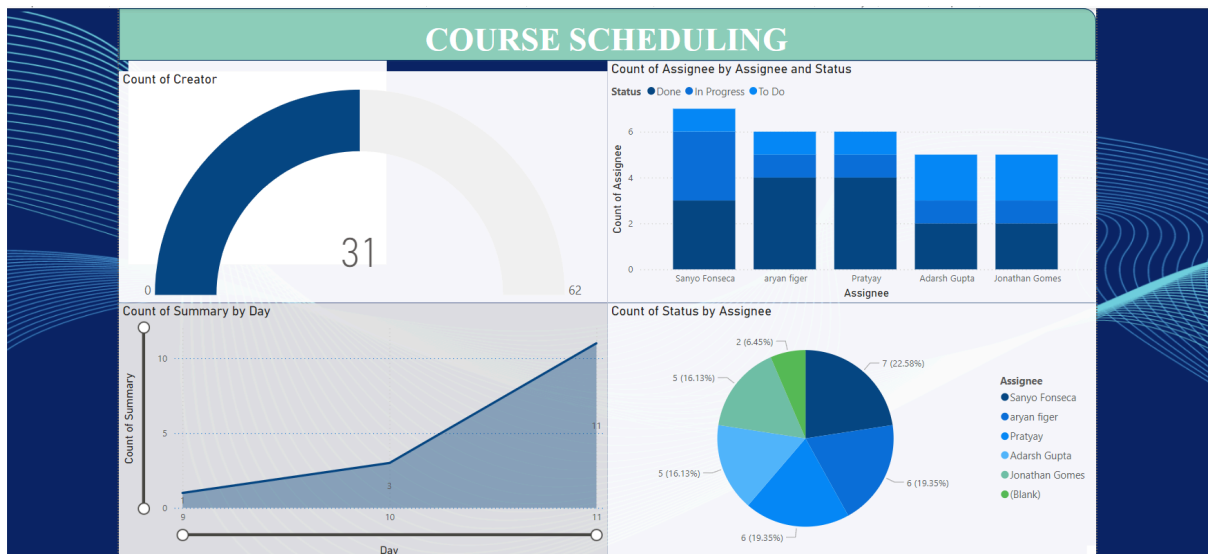 COURSE SCHEDULING
Count of Creator
31
0
62
Count of Assignee by Assignee and Status
Status Done In Progress To Do
Count of Assignee
6
4
2
0
Sanyo Fonseca aryan figer Pratyay Adarsh Gupta Jonathan Gomes
Assignee
Count of Summary by Day
Count of Summary
10
5
0
1
3
11
9 10 11
Day
Count of Status by Assignee
2 (6.45%)
7 (22.58%)
5 (16.13%)
5 (16.13%)
6 (19.35%)
6 (19.35%)
Assignee
Sanyo Fonseca
aryan figer
Pratyay
Adarsh Gupta
Jonathan Gomes
(Blank)